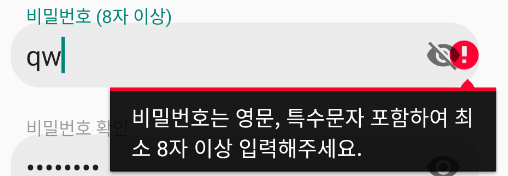 비밀번호 (8자 이상)
qw
비밀번호는 영문, 특수문자 포함하여 최
소 8자 이상 입력해주세요.
비밀번호 확인
••••••••